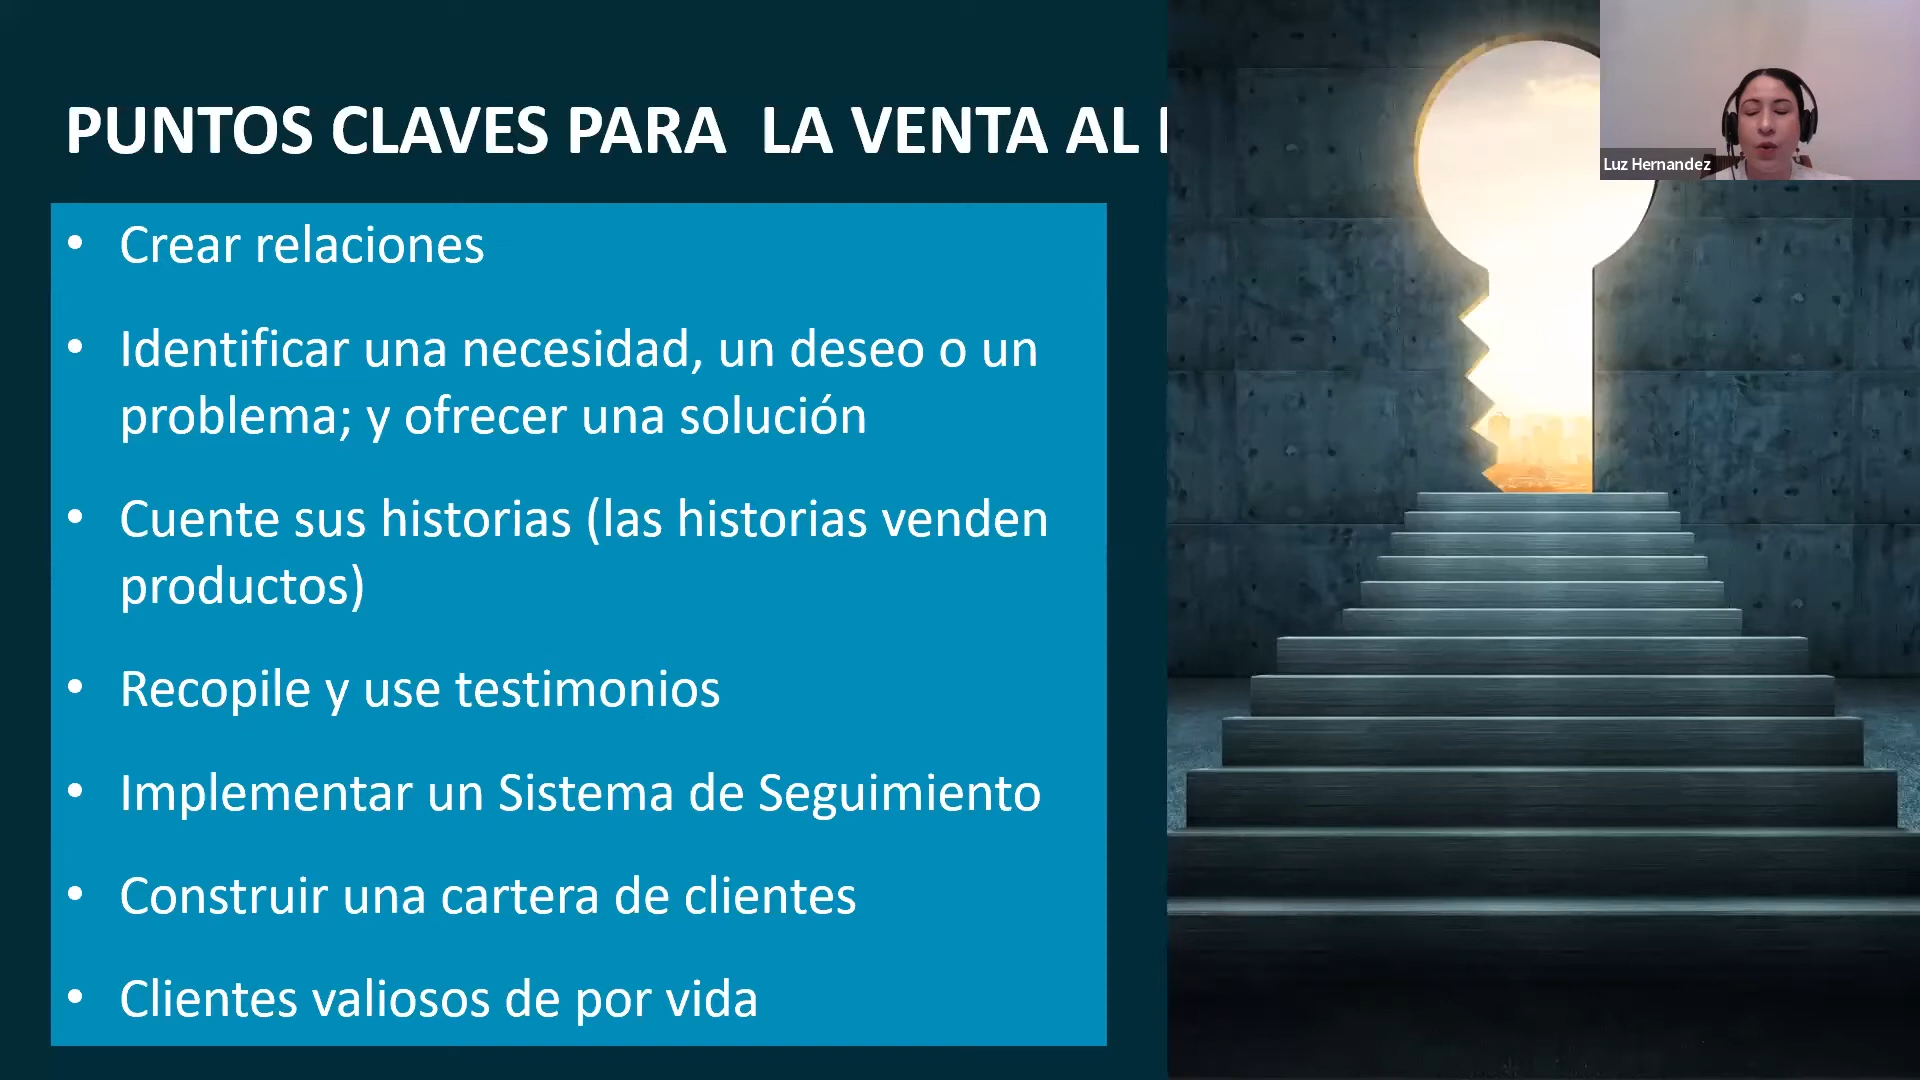 PUNTOS CLAVES PARA LA VENTA AL
Luz Hernandez
• Crear relaciones
• Identificar una necesidad, un deseo o un
problema; y ofrecer una solución
• Cuente sus historias (las historias venden
productos)
• Recopile y use testimonios
• Implementar un Sistema de Seguimiento
• Construir una cartera de clientes
• Clientes valiosos de por vida